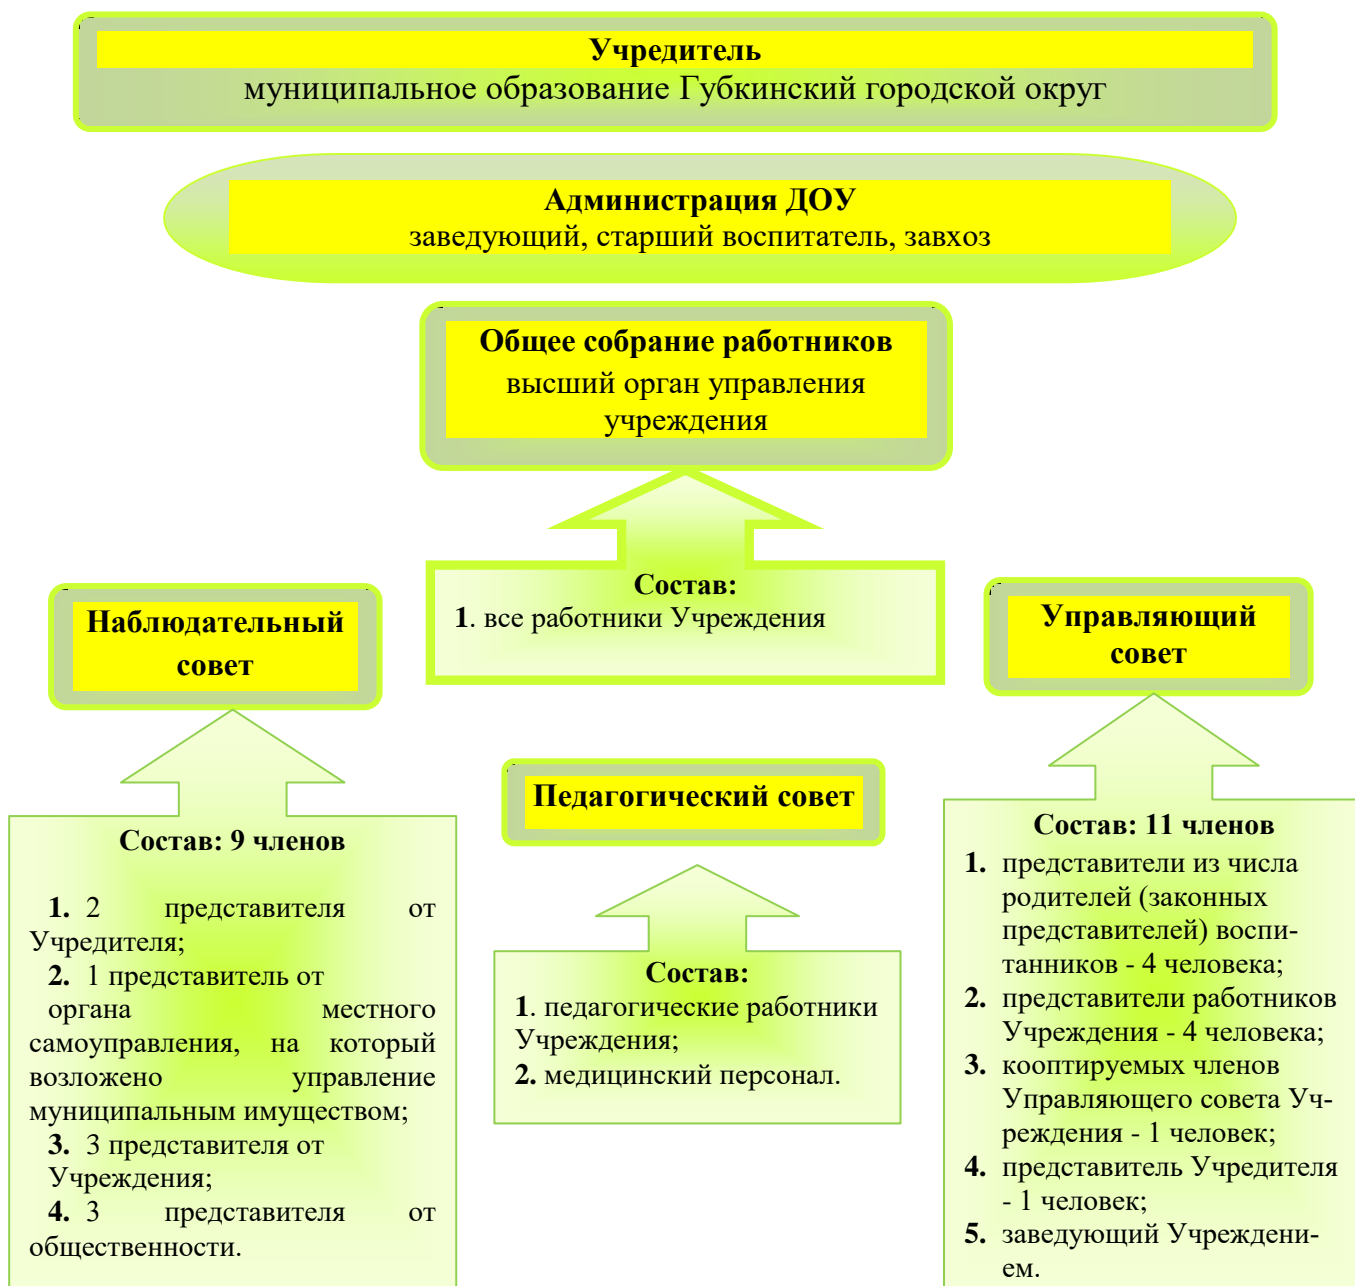 Учредитель
муниципальное образование Губкинский городской округ
Администрация ДОУ
заведующий, старший воспитатель, завхоз
Общее собрание работников
высший орган управления
учреждения
Состав:
1. все работники Учреждения
Наблюдательный
совет
Состав: 9 членов
1. 2 представителя от
Учредителя;
2. 1 представитель от
органа местного
самоуправления, на который
возложено управление
муниципальным имуществом;
3. 3 представителя от
Учреждения;
4. 3 представителя от
общественности.
Педагогический совет
Состав:
1. педагогические работники
Учреждения;
2. медицинский персонал.
Управляющий
совет
Состав: 11 членов
1. представители из числа
родителей (законных
представителей) воспи-
танников - 4 человека;
2. представители работников
Учреждения - 4 человека;
3. кооптируемых членов
Управляющего совета Уч-
реждения - 1 человек;
4. представитель Учредителя
- 1 человек;
5. заведующий Учреждени-
ем.